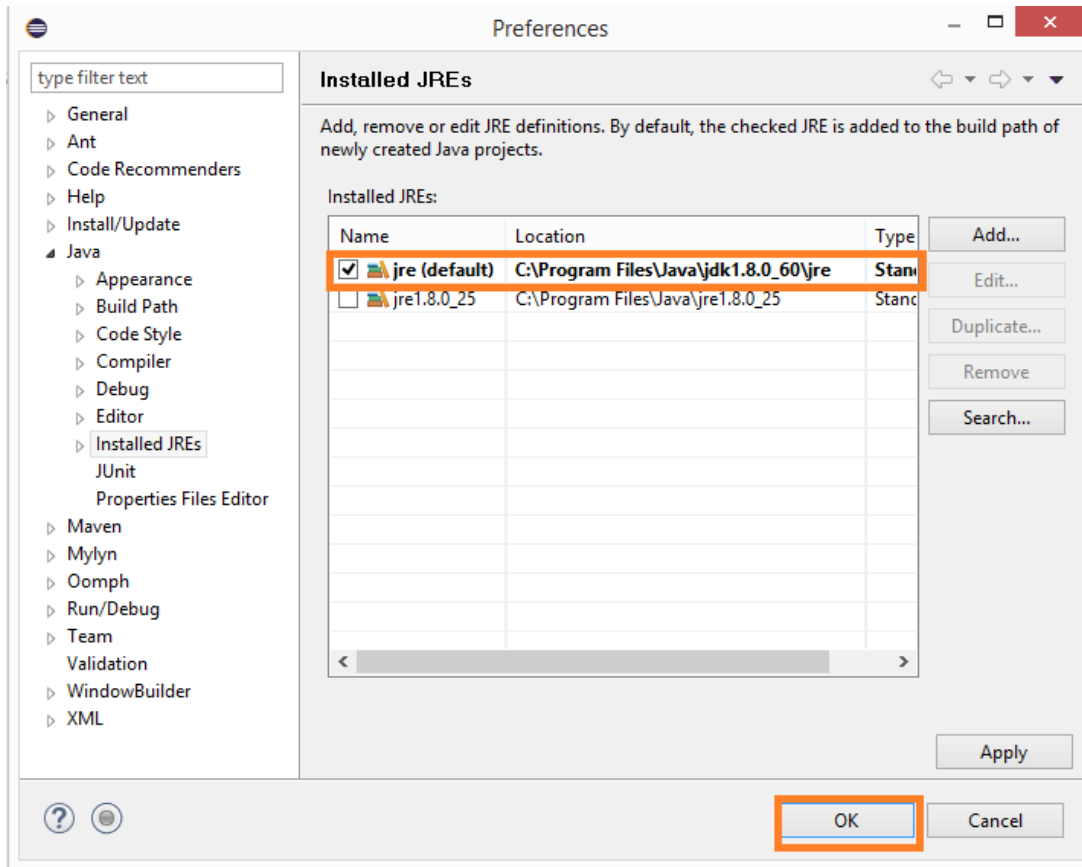 Preferences
type filter text
General
Ant
Code Recommenders
Help
Install/Update
Java
Appearance
Build Path
Code Style
Compiler
Debug
Editor
Installed JREs
JUnit
Properties Files Editor
Maven
Mylyn
Oomph
Run/Debug
Team
Validation
WindowBuilder
XML
Installed JREs
Add, remove or edit JRE definitions. By default, the checked JRE is added to the build path of
newly created Java projects.
Installed JREs:
Name Location Type
jre (default) C:\Program Files\Java\jdk1.8.0_60\jre Stan
jre1.8.0_25 C:\Program Files\Java\jre1.8.0_25 Stanc
Add...
Edit...
Duplicate...
Remove
Search...
Apply
?
OK Cancel